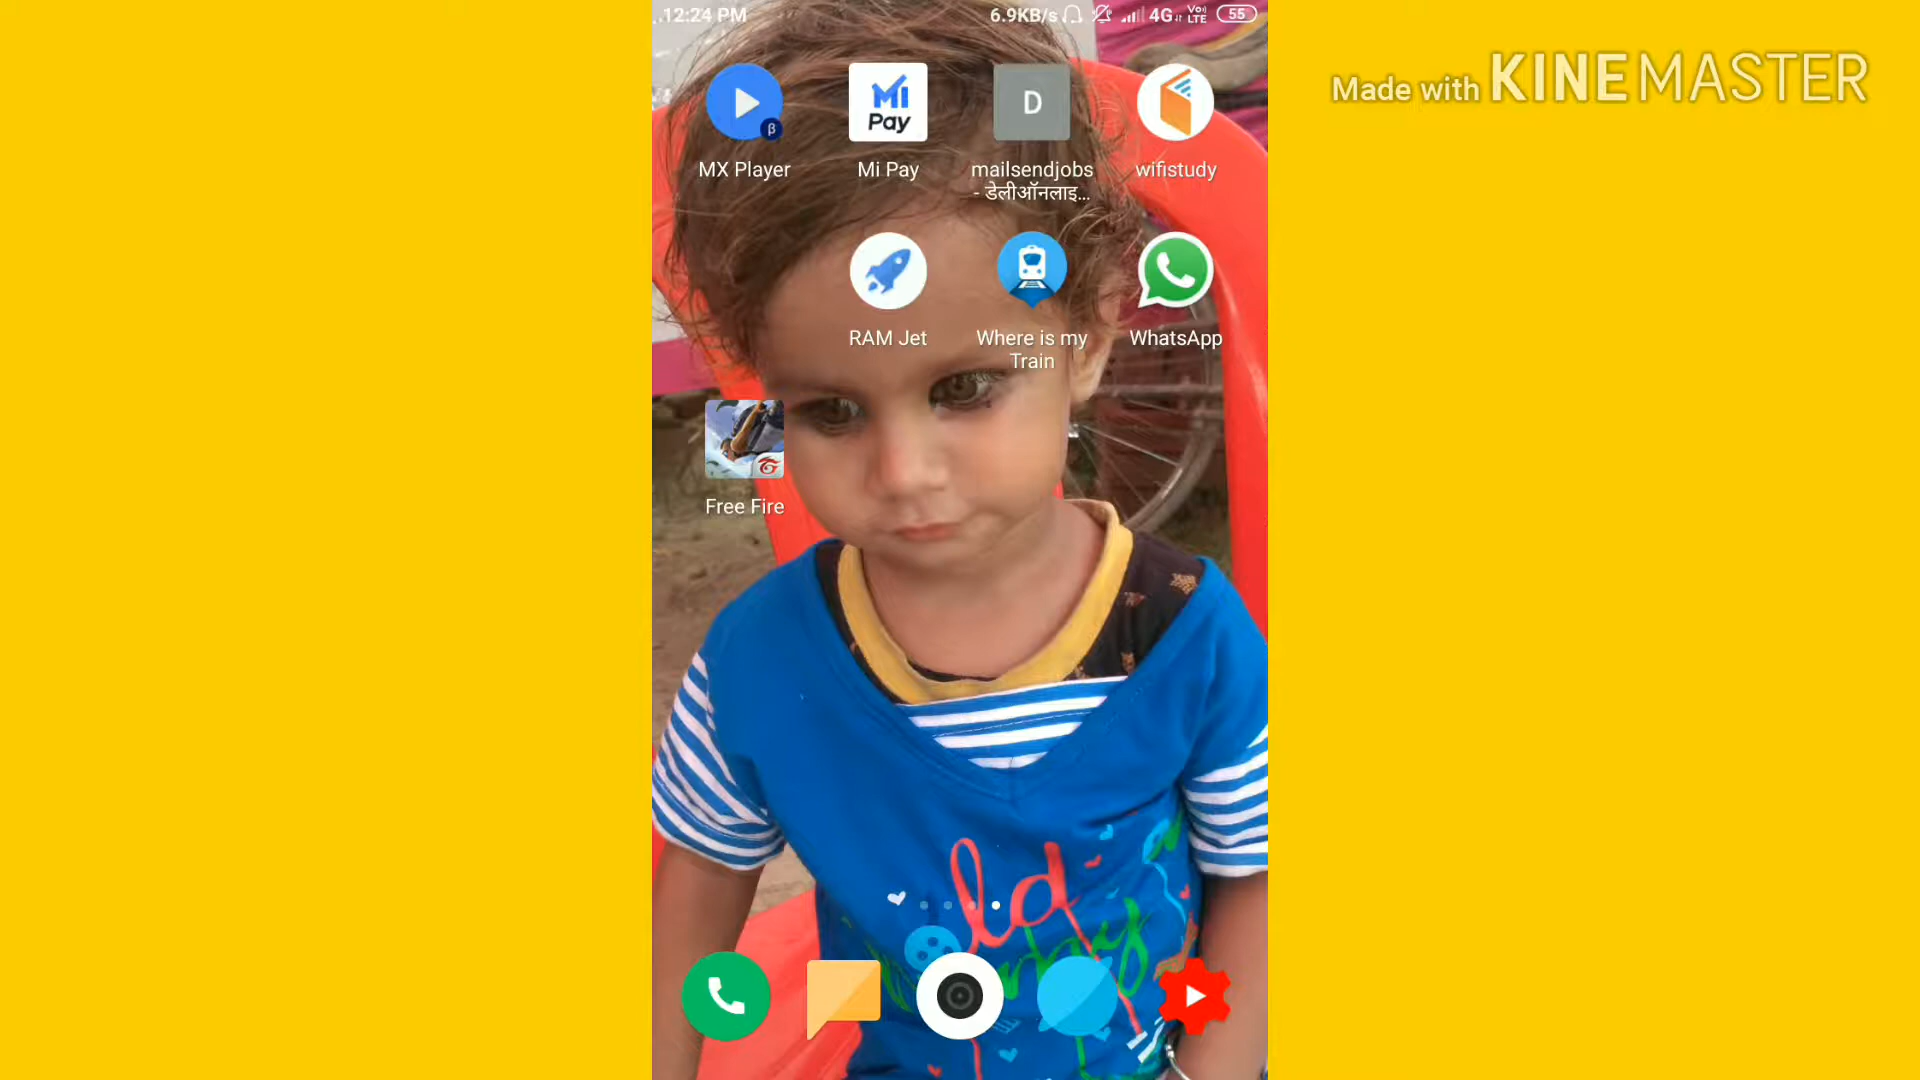 12:24 PM
6.9KB/s 4G Vo) LTE 55
Made with KINEMASTER
β
Mi Pay
D
MX Player
Mi Pay
mailsendjobs
wifistudy
- डेलीऑनलाइ...
RAM Jet
Where is my
WhatsApp
Train
Free Fire